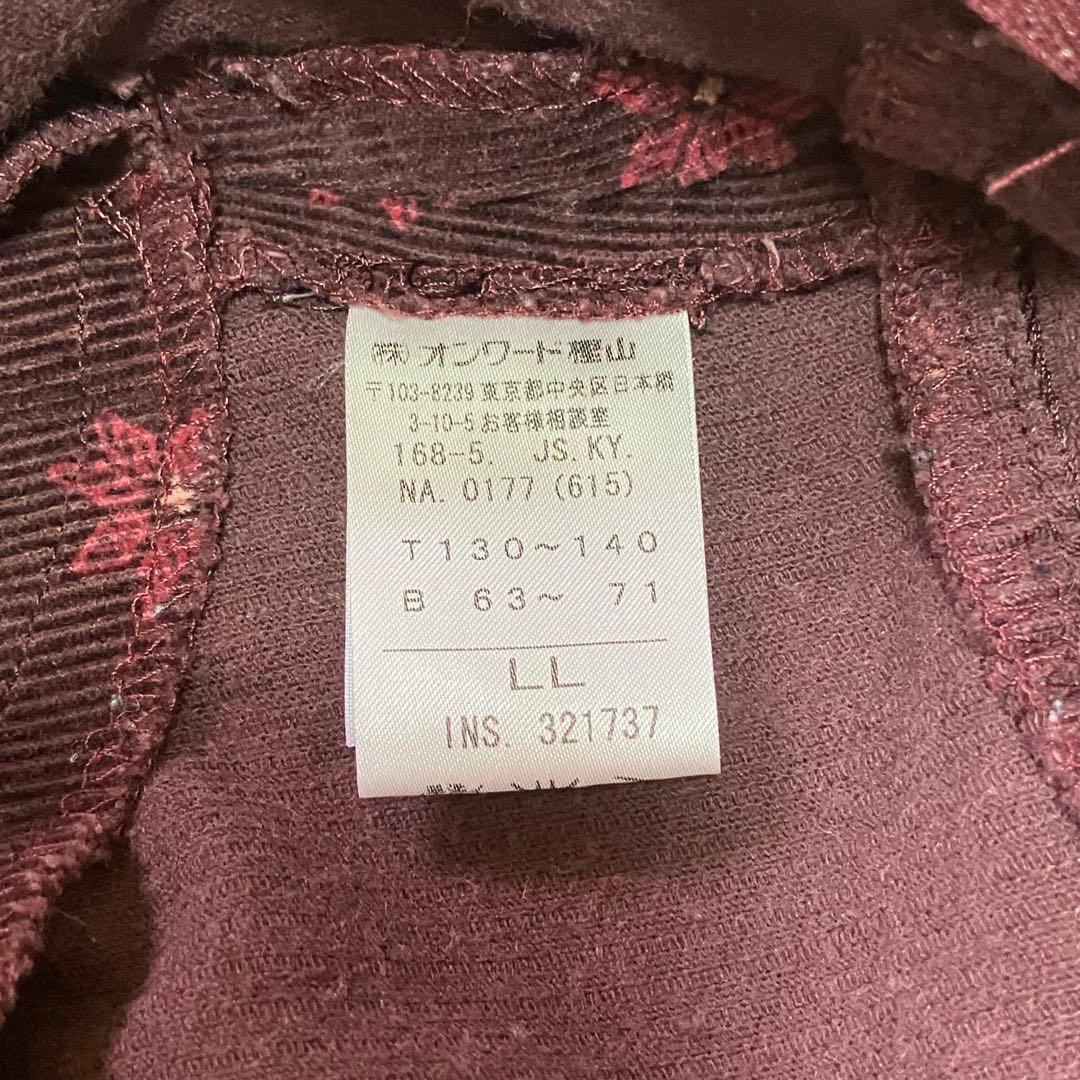 (株)オンワード樫山
〒103-8239 東京都中央区日本橋
3-10-5 お客様相談室
168-5. JS. KY.
NA. 0177 (615)
T 130～140
B 63～ 71
LL
INS. 321737